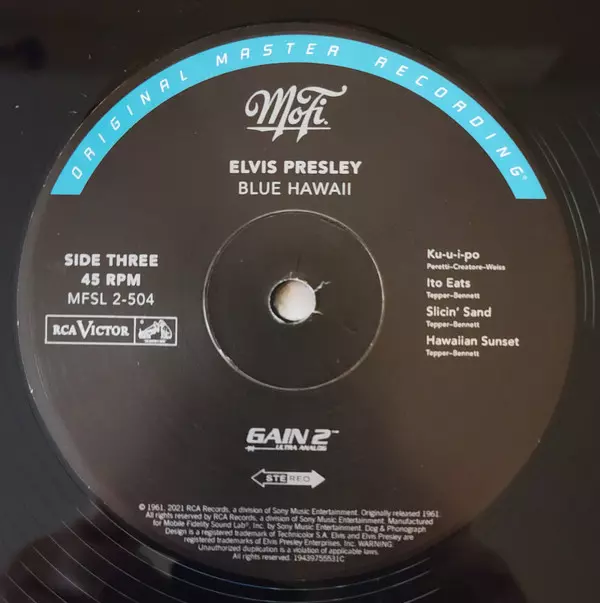 ORIGINAL MASTER RECORDING®
MoFi.
ELVIS PRESLEY
BLUE HAWAII
SIDE THREE
45 RPM
MFSL 2-504
RCA VICTOR
Ku-u-i-po
Peretti–Creatore–Weiss
Ito Eats
Tepper–Bennett
Slicin' Sand
Tepper–Bennett
Hawaiian Sunset
Tepper–Bennett
GAIN 2™
ULTRA ANALOG
STEREO
© 1961, 2021 RCA Records, a division of Sony Music Entertainment. Originally released 1961.
All rights reserved by RCA Records, a division of Sony Music Entertainment. Manufactured
for Mobile Fidelity Sound Lab®, Inc. by Sony Music Entertainment. Dog & Phonograph
Design is a registered trademark of Technicolor S.A. Elvis and Elvis Presley are
registered trademarks of Elvis Presley Enterprises, Inc. WARNING:
Unauthorized duplication is a violation of applicable laws.
All rights reserved. 19439755531C